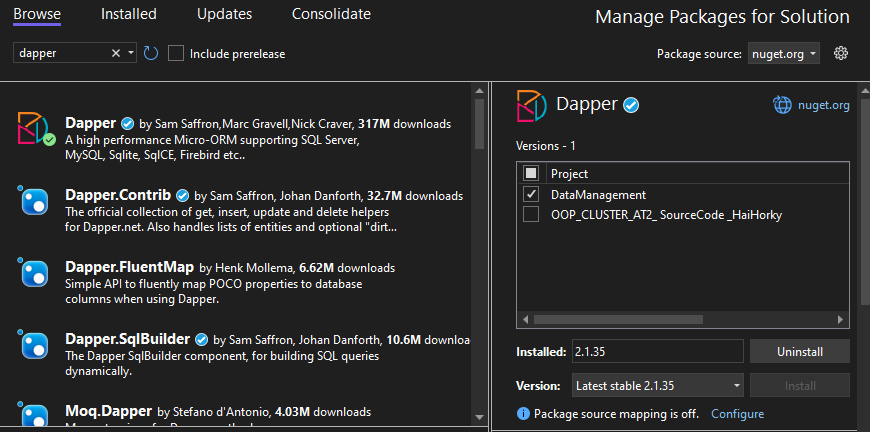 Browse Installed Updates Consolidate Manage Packages for Solution
dapper Include prerelease Package source: nuget.org
Dapper by Sam Saffron,Marc Gravell,Nick Craver, 317M downloads
A high performance Micro-ORM supporting SQL Server,
MySQL, Sqlite, SqlCE, Firebird etc..
Dapper.Contrib by Sam Saffron, Johan Danforth, 32.7M downloads
The official collection of get, insert, update and delete helpers
for Dapper.net. Also handles lists of entities and optional "dirt...
Dapper.FluentMap by Henk Mollema, 6.62M downloads
Simple API to fluently map POCO properties to database
columns when using Dapper.
Dapper.SqlBuilder by Sam Saffron, Johan Danforth, 10.6M downloa
The Dapper SqlBuilder component, for building SQL queries
dynamically.
Moq.Dapper by Stefano d'Antonio, 4.03M downloads
Dapper nuget.org
Versions - 1
Project
DataManagement
OOP_CLUSTER_AT2_ SourceCode _HaiHorky
Installed: 2.1.35 Uninstall
Version: Latest stable 2.1.35 Install
Package source mapping is off. Configure